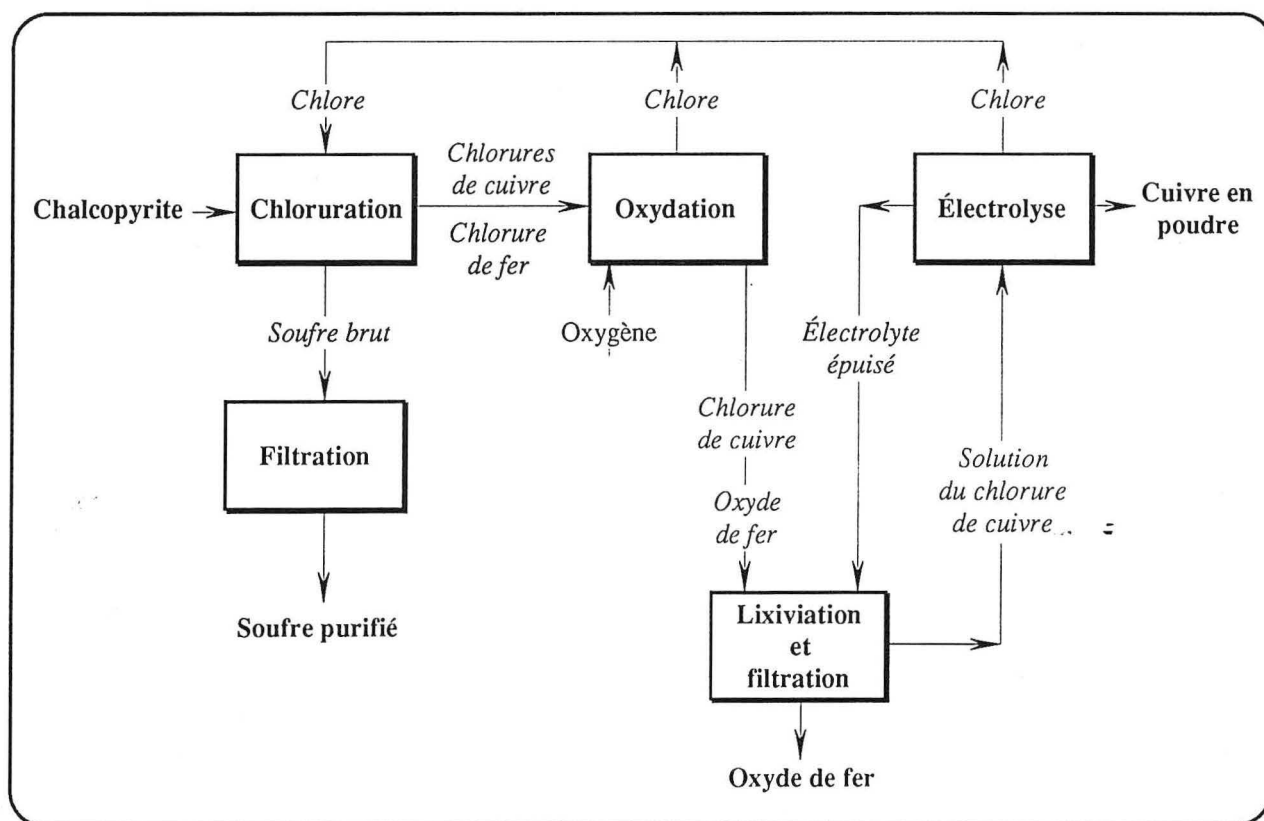 Chlore
Chlore
Chlore
Chalcopyrite
Chloruration
Chlorures
de cuivre
Chlorure
de fer
Oxydation
Électrolyse
Cuivre en
poudre
Soufre brut
Oxygène
Électrolyte
épuisé
Filtration
Chlorure
de cuivre
Oxyde
de fer
Solution
du chlorure
de cuivre
Soufre purifié
Lixiviation
et
filtration
Oxyde de fer